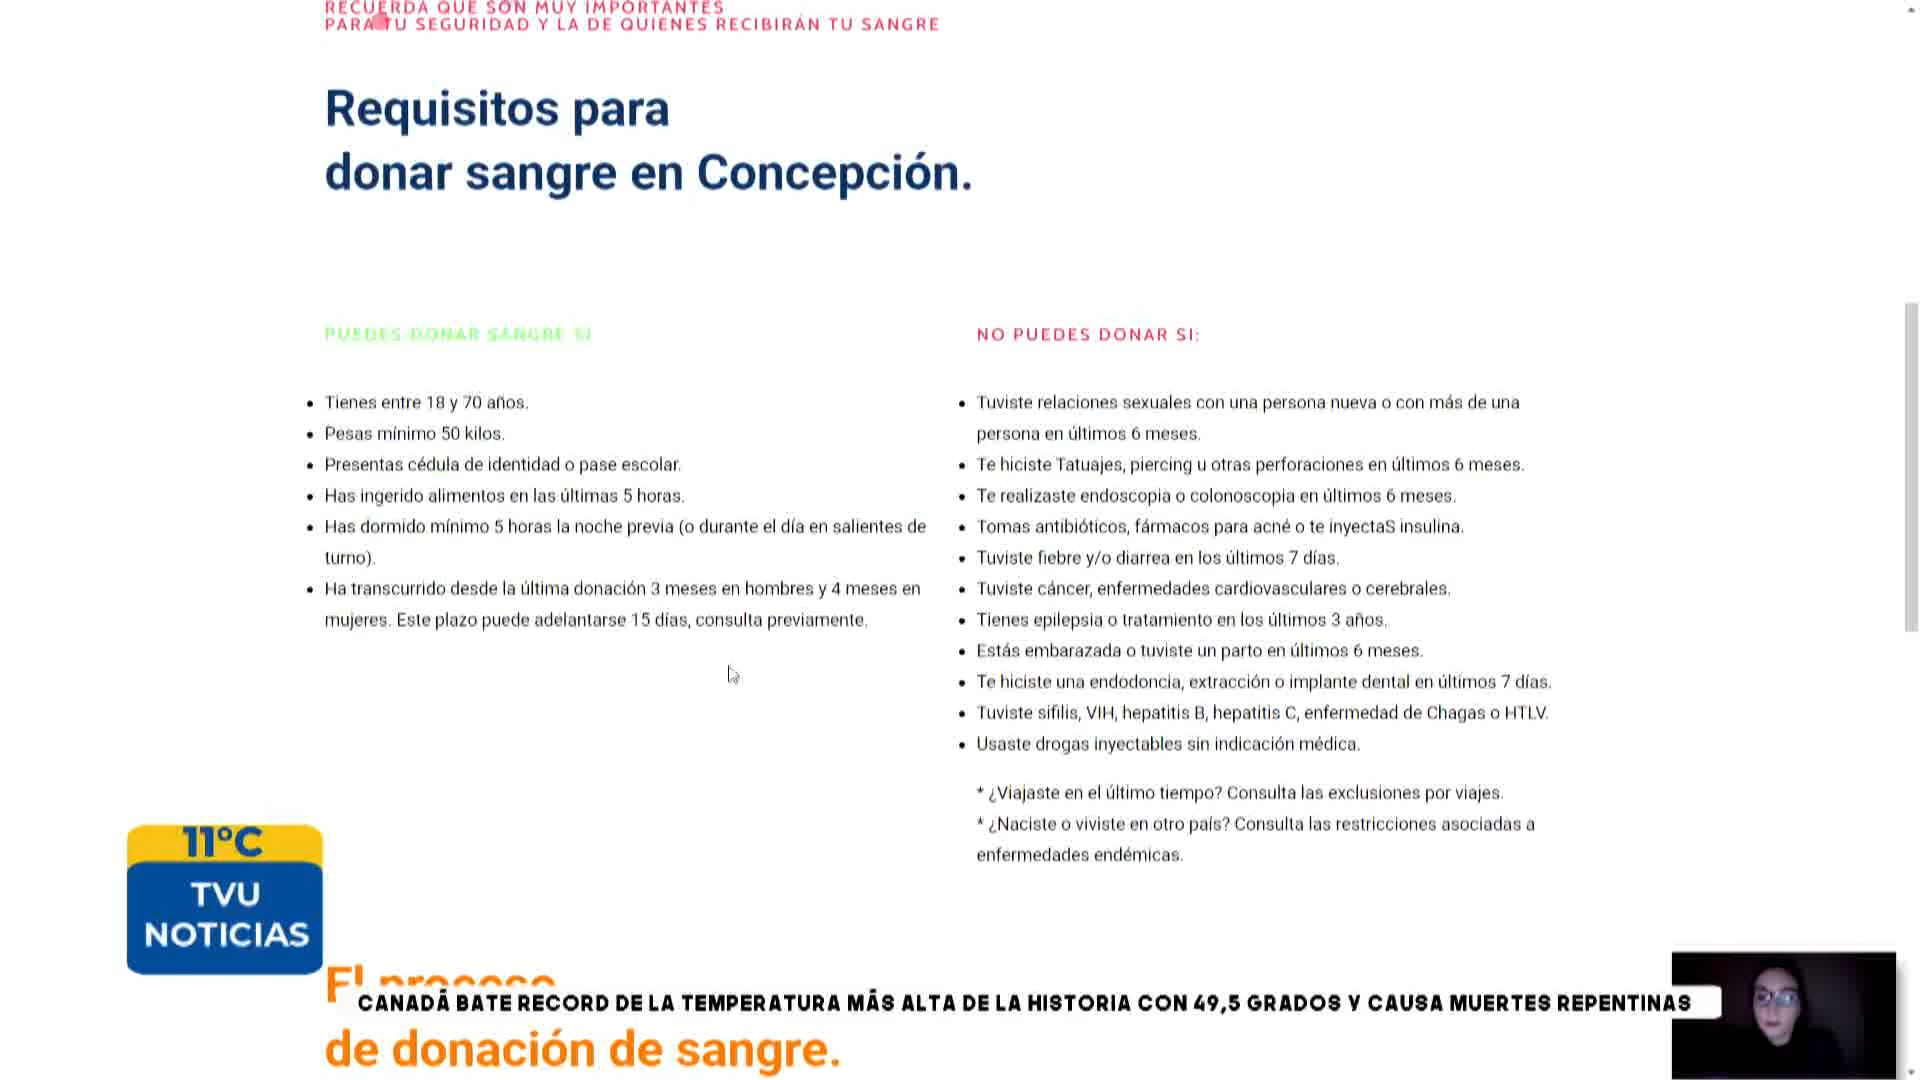 RECUERDA QUE SON MUY IMPORTANTES
PARA TU SEGURIDAD Y LA DE QUIENES RECIBIRÁN TU SANGRE
Requisitos para
donar sangre en Concepción.
PUEDES DONAR SANGRE SI
Tienes entre 18 y 70 años.
Pesas mínimo 50 kilos.
Presentas cédula de identidad o pase escolar.
Has ingerido alimentos en las últimas 5 horas.
Has dormido mínimo 5 horas la noche previa (o durante el día en salientes de
turno).
Ha transcurrido desde la última donación 3 meses en hombres y 4 meses en
mujeres. Este plazo puede adelantarse 15 días, consulta previamente.
NO PUEDES DONAR SI:
Tuviste relaciones sexuales con una persona nueva o con más de una
persona en últimos 6 meses.
Te hiciste Tatuajes, piercing u otras perforaciones en últimos 6 meses.
Te realizaste endoscopia o colonoscopia en últimos 6 meses.
Tomas antibióticos, fármacos para acné o te inyectaS insulina.
Tuviste fiebre y/o diarrea en los últimos 7 días.
Tuviste cáncer, enfermedades cardiovasculares o cerebrales.
Tienes epilepsia o tratamiento en los últimos 3 años.
Estás embarazada o tuviste un parto en últimos 6 meses.
Te hiciste una endodoncia, extracción o implante dental en últimos 7 días.
Tuviste sífilis, VIH, hepatitis B, hepatitis C, enfermedad de Chagas o HTLV.
Usaste drogas inyectables sin indicación médica.
* ¿Viajaste en el último tiempo? Consulta las exclusiones por viajes.
* ¿Naciste o viviste en otro país? Consulta las restricciones asociadas a
enfermedades endémicas.
11°C
TVU
NOTICIAS
El proceso
CANADÁ BATE RECORD DE LA TEMPERATURA MÁS ALTA DE LA HISTORIA CON 49,5 GRADOS Y CAUSA MUERTES REPENTINAS
de donación de sangre.